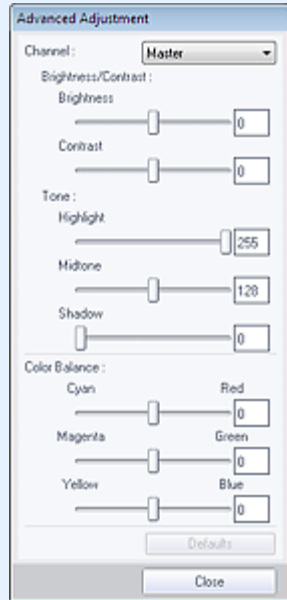 Advanced Adjustment
Channel : Master
Brightness/Contrast :
Brightness
0
Contrast
0
Tone :
Highlight
255
Midtone
128
Shadow
0
Color Balance :
Cyan Red
0
Magenta Green
0
Yellow Blue
0
Defaults
Close